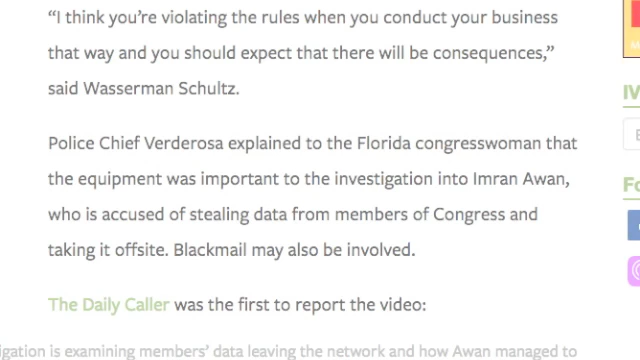 “I think you’re violating the rules when you conduct your business
that way and you should expect that there will be consequences,”
said Wasserman Schultz.
Police Chief Verderosa explained to the Florida congresswoman that
the equipment was important to the investigation into Imran Awan,
who is accused of stealing data from members of Congress and
taking it offsite. Blackmail may also be involved.
The Daily Caller was the first to report the video:
igation is examining members’ data leaving the network and how Awan managed to
IV
E
Fo